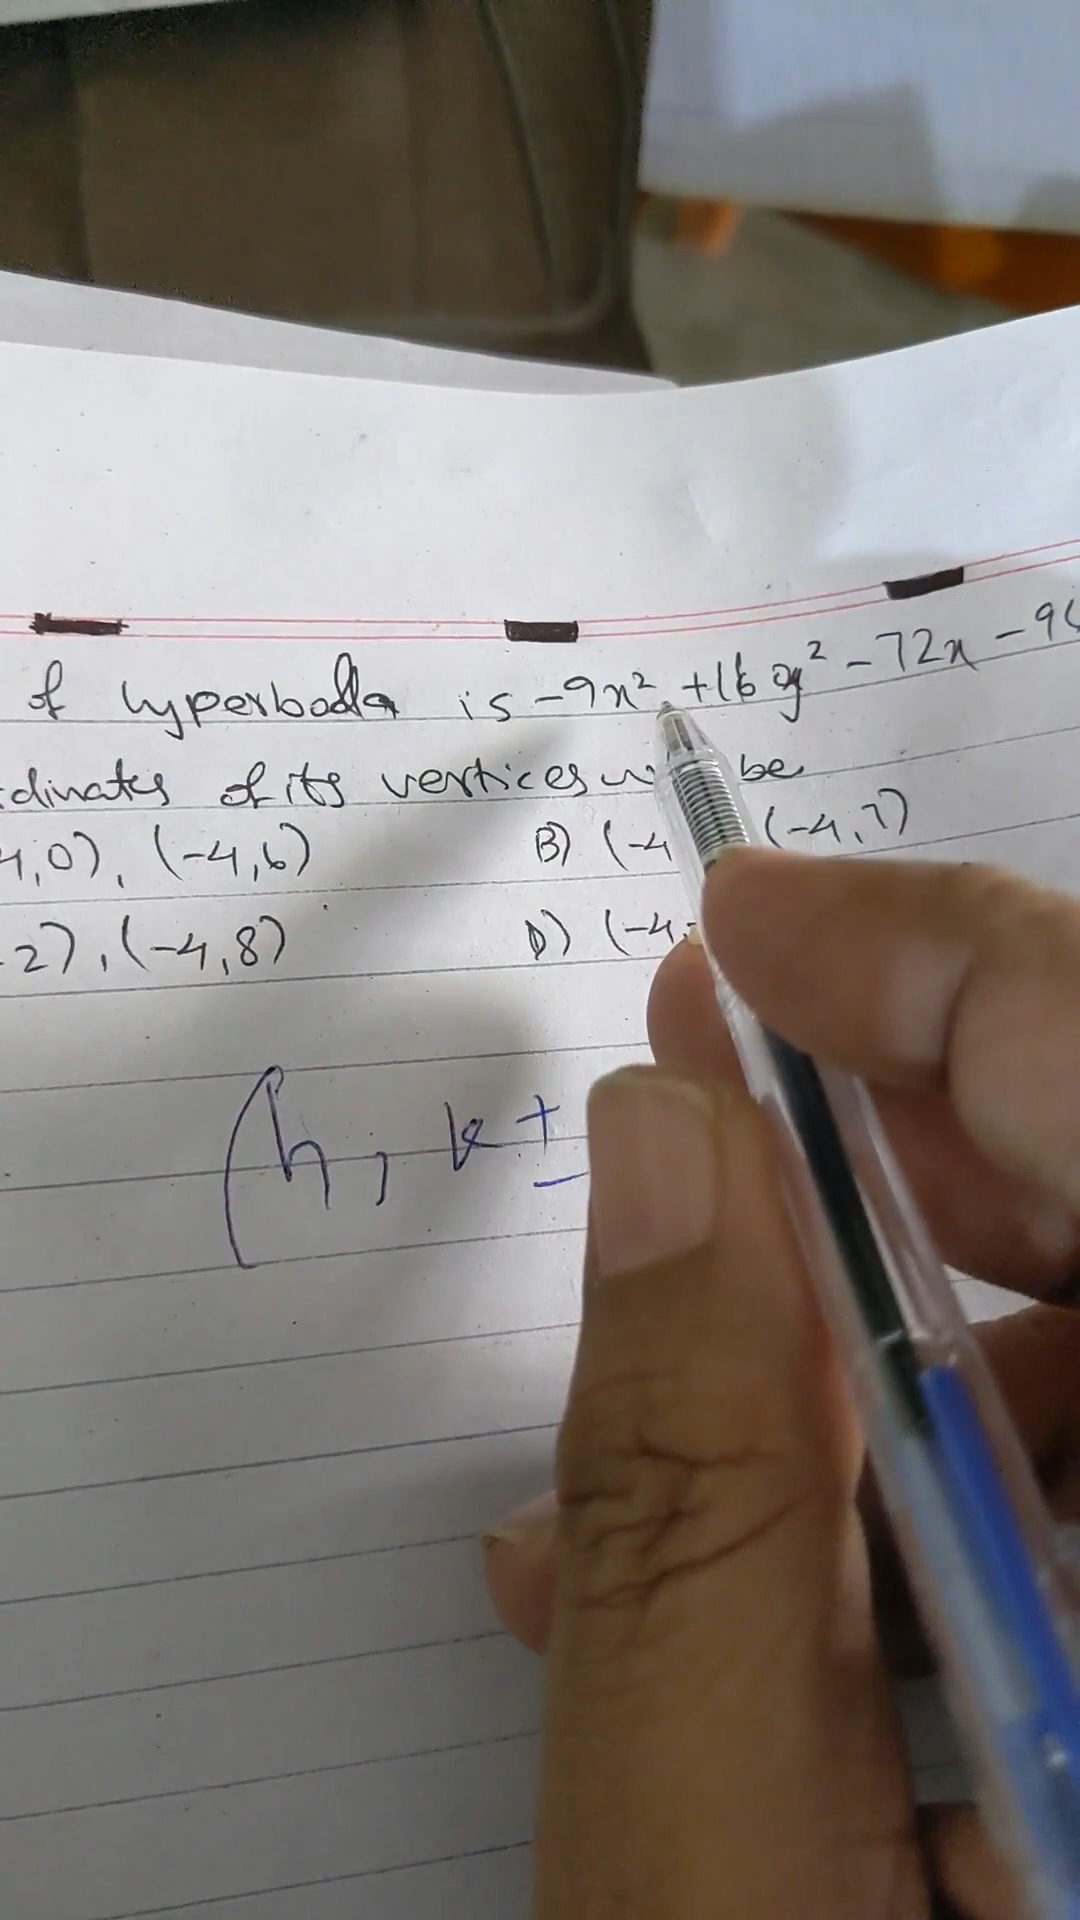 of hyperbola is -9x² + 16y² - 72x - 96
dinates of its vertices be
4,0), (-4,6) B) (-4 (-4,7)
-2), (-4,8) D) (-4,-
(h, k ±